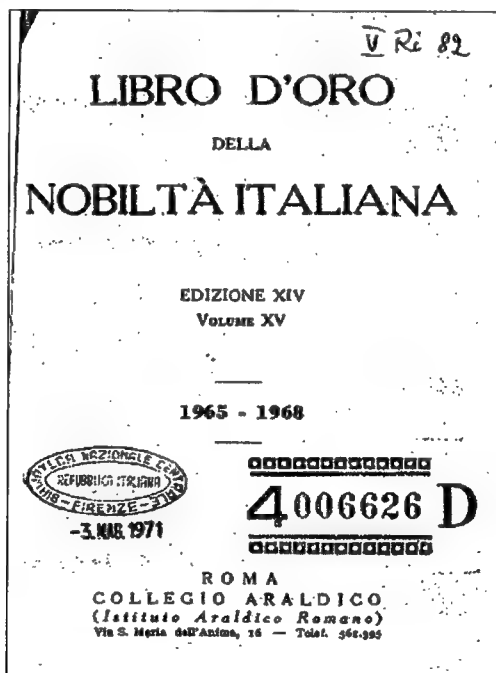 V Ri 82
LIBRO D'ORO
DELLA
NOBILTÀ ITALIANA
EDIZIONE XIV
VOLUME XV
1965 - 1968
BIBLIOTECA NAZIONALE CENTRALE
REPUBBLICA ITALIANA
- FIRENZE -
-3. MAR. 1971
4006626 D
ROMA
COLLEGIO ARALDICO
(Istituto Araldico Romano)
Via S. Maria dell'Anima, 16 — Telef. 561.395